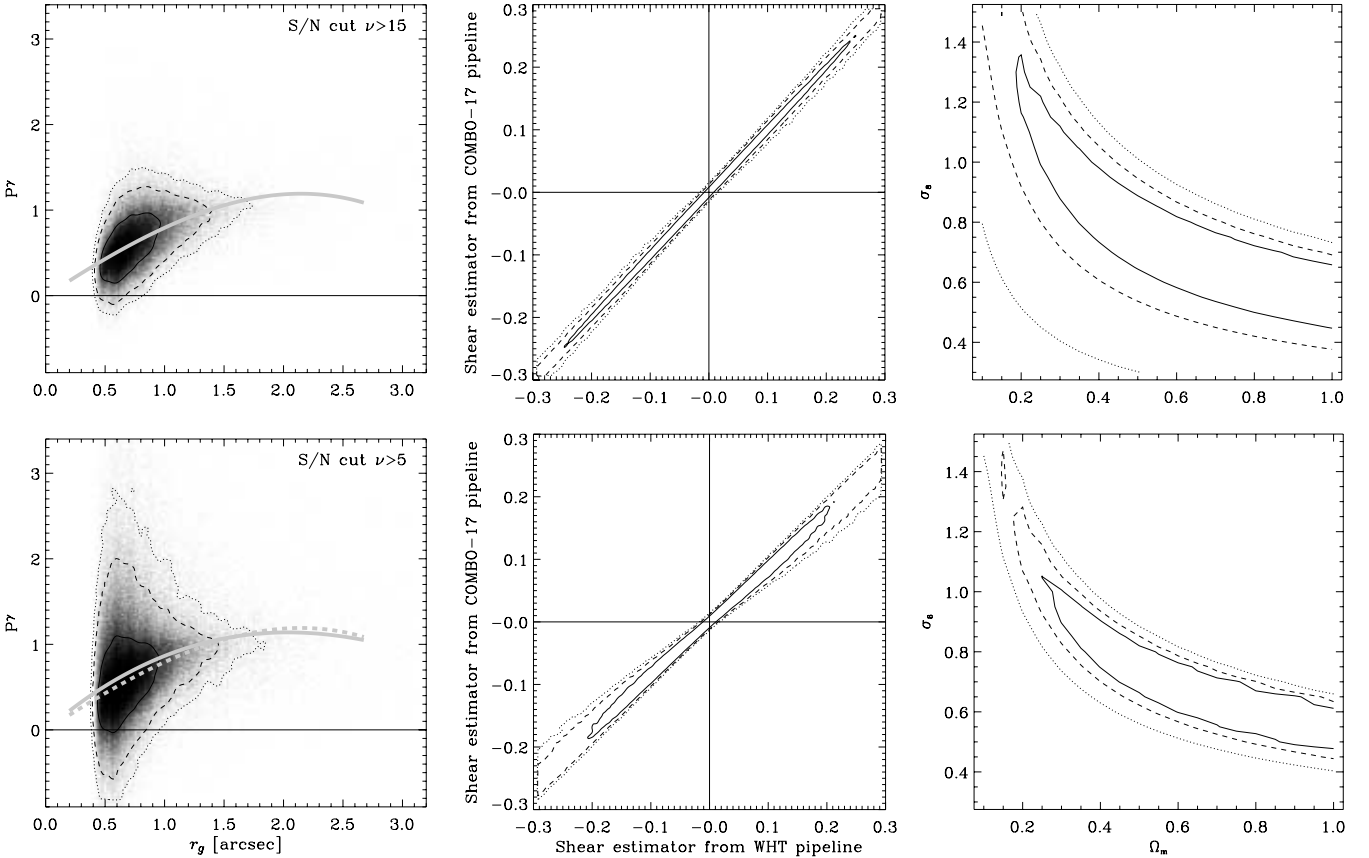 S/N cut ν>15
Pγ
3
2
1
0
0.0 0.5 1.0 1.5 2.0 2.5 3.0
Shear estimator from COMBO-17 pipeline
0.3
0.2
0.1
-0.0
-0.1
-0.2
-0.3
-0.3 -0.2 -0.1 -0.0 0.1 0.2 0.3
σ8
1.4
1.2
1.0
0.8
0.6
0.4
0.2 0.4 0.6 0.8 1.0
S/N cut ν>5
Pγ
3
2
1
0
0.0 0.5 1.0 1.5 2.0 2.5 3.0
rg [arcsec]
Shear estimator from COMBO-17 pipeline
0.3
0.2
0.1
-0.0
-0.1
-0.2
-0.3
-0.3 -0.2 -0.1 -0.0 0.1 0.2 0.3
Shear estimator from WHT pipeline
σ8
1.4
1.2
1.0
0.8
0.6
0.4
0.2 0.4 0.6 0.8 1.0
Ωm